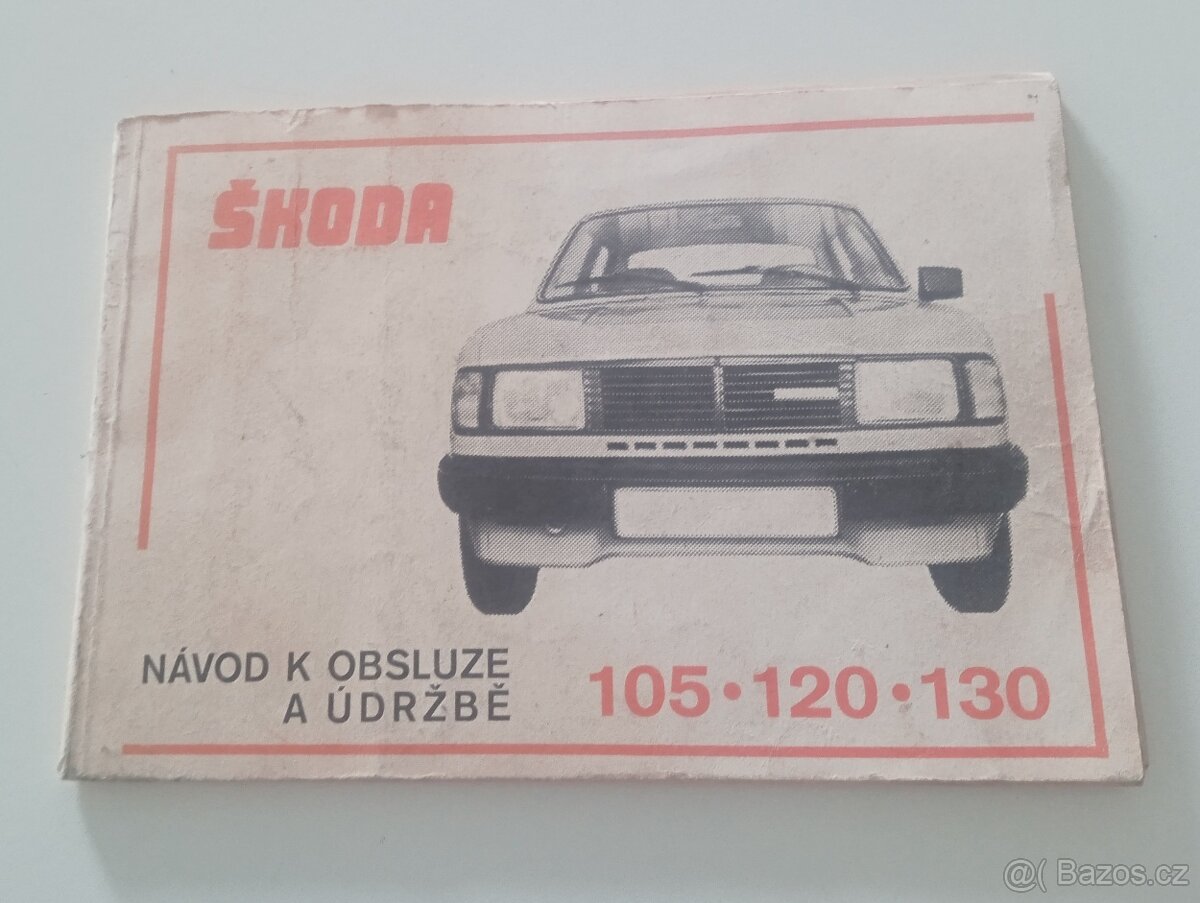 ŠKODA
NÁVOD K OBSLUZE
A ÚDRŽBĚ
105 • 120 • 130
@( Bazos.cz